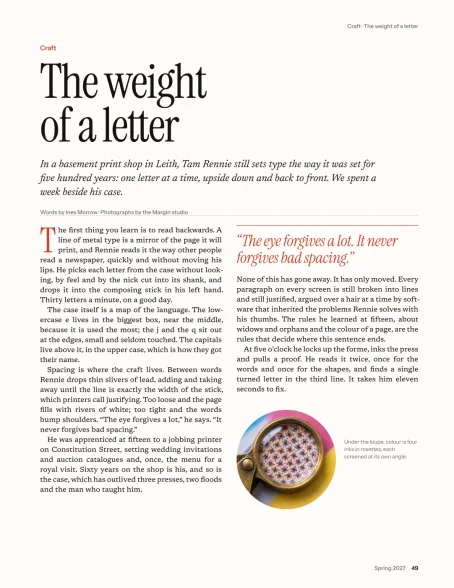 Craft · The weight of a letter
Craft
The weight
of a letter
In a basement print shop in Leith, Tam Rennie still sets type the way it was set for
five hundred years: one letter at a time, upside down and back to front. We spent a
week beside his case.
Words by Ines Morrow · Photographs by the Margin studio
The first thing you learn is to read backwards. A
line of metal type is a mirror of the page it will
print, and Rennie reads it the way other people
read a newspaper, quickly and without moving his
lips. He picks each letter from the case without look-
ing, by feel and by the nick cut into its shank, and
drops it into the composing stick in his left hand.
Thirty letters a minute, on a good day.
The case itself is a map of the language. The low-
ercase e lives in the biggest box, near the middle,
because it is used the most; the j and the q sit out
at the edges, small and seldom touched. The capitals
live above it, in the upper case, which is how they got
their name.
Spacing is where the craft lives. Between words
Rennie drops thin slivers of lead, adding and taking
away until the line is exactly the width of the stick,
which printers call justifying. Too loose and the page
fills with rivers of white; too tight and the words
bump shoulders. “The eye forgives a lot,” he says. “It
never forgives bad spacing.”
He was apprenticed at fifteen to a jobbing printer
on Constitution Street, setting wedding invitations
and auction catalogues and, once, the menu for a
royal visit. Sixty years on the shop is his, and so is
the case, which has outlived three presses, two floods
and the man who taught him.
“The eye forgives a lot. It never
forgives bad spacing.”
None of this has gone away. It has only moved. Every
paragraph on every screen is still broken into lines
and still justified, argued over a hair at a time by soft-
ware that inherited the problems Rennie solves with
his thumbs. The rules he learned at fifteen, about
widows and orphans and the colour of a page, are the
rules that decide where this sentence ends.
At five o’clock he locks up the forme, inks the press
and pulls a proof. He reads it twice, once for the
words and once for the shapes, and finds a single
turned letter in the third line. It takes him eleven
seconds to fix.
Under the loupe, colour is four
inks in rosettes, each
screened at its own angle
Spring 2027 49